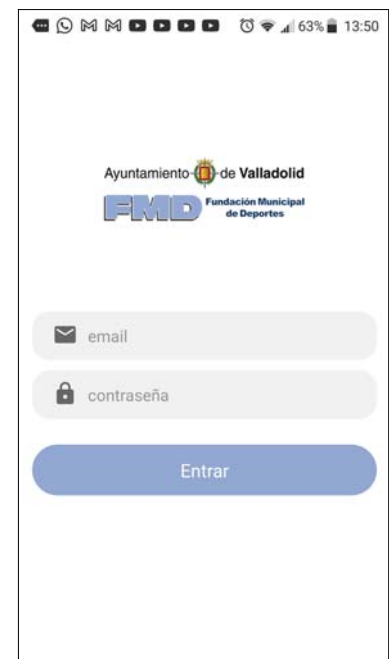 63% 13:50
Ayuntamiento de Valladolid
FMD Fundación Municipal
de Deportes
email
contraseña
Entrar